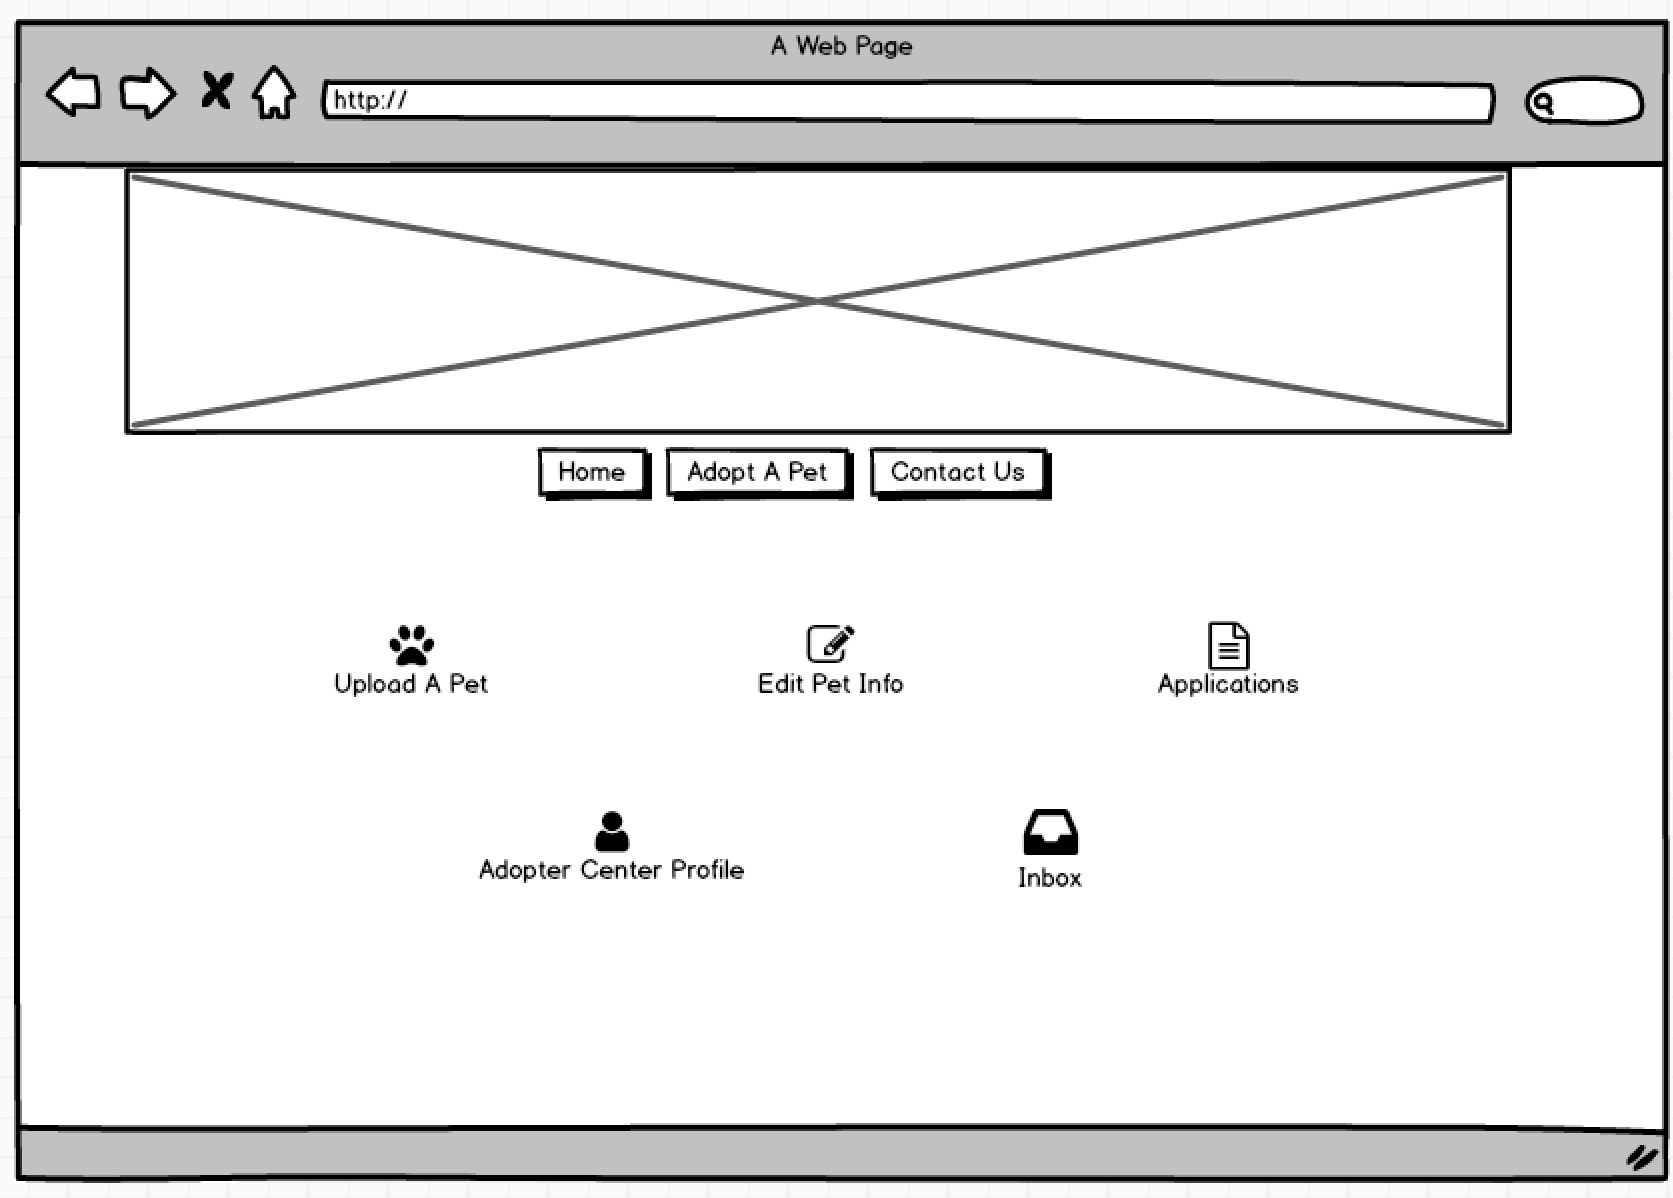 A Web Page
http://
Home
Adopt A Pet
Contact Us
Upload A Pet
Edit Pet Info
Applications
Adopter Center Profile
Inbox